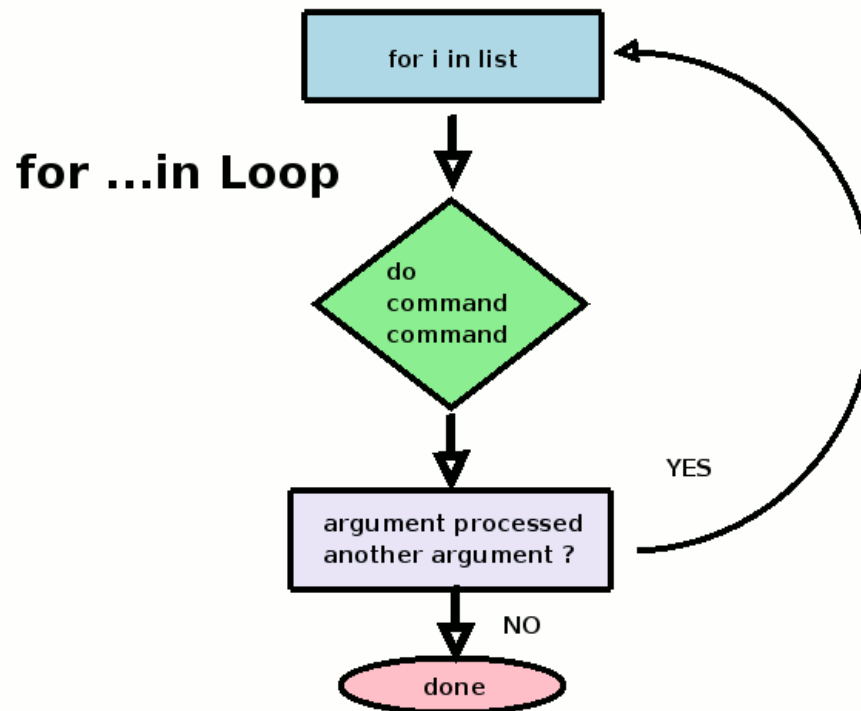 for i in list
for ...in Loop
do
command
command
YES
argument processed
another argument ?
NO
done